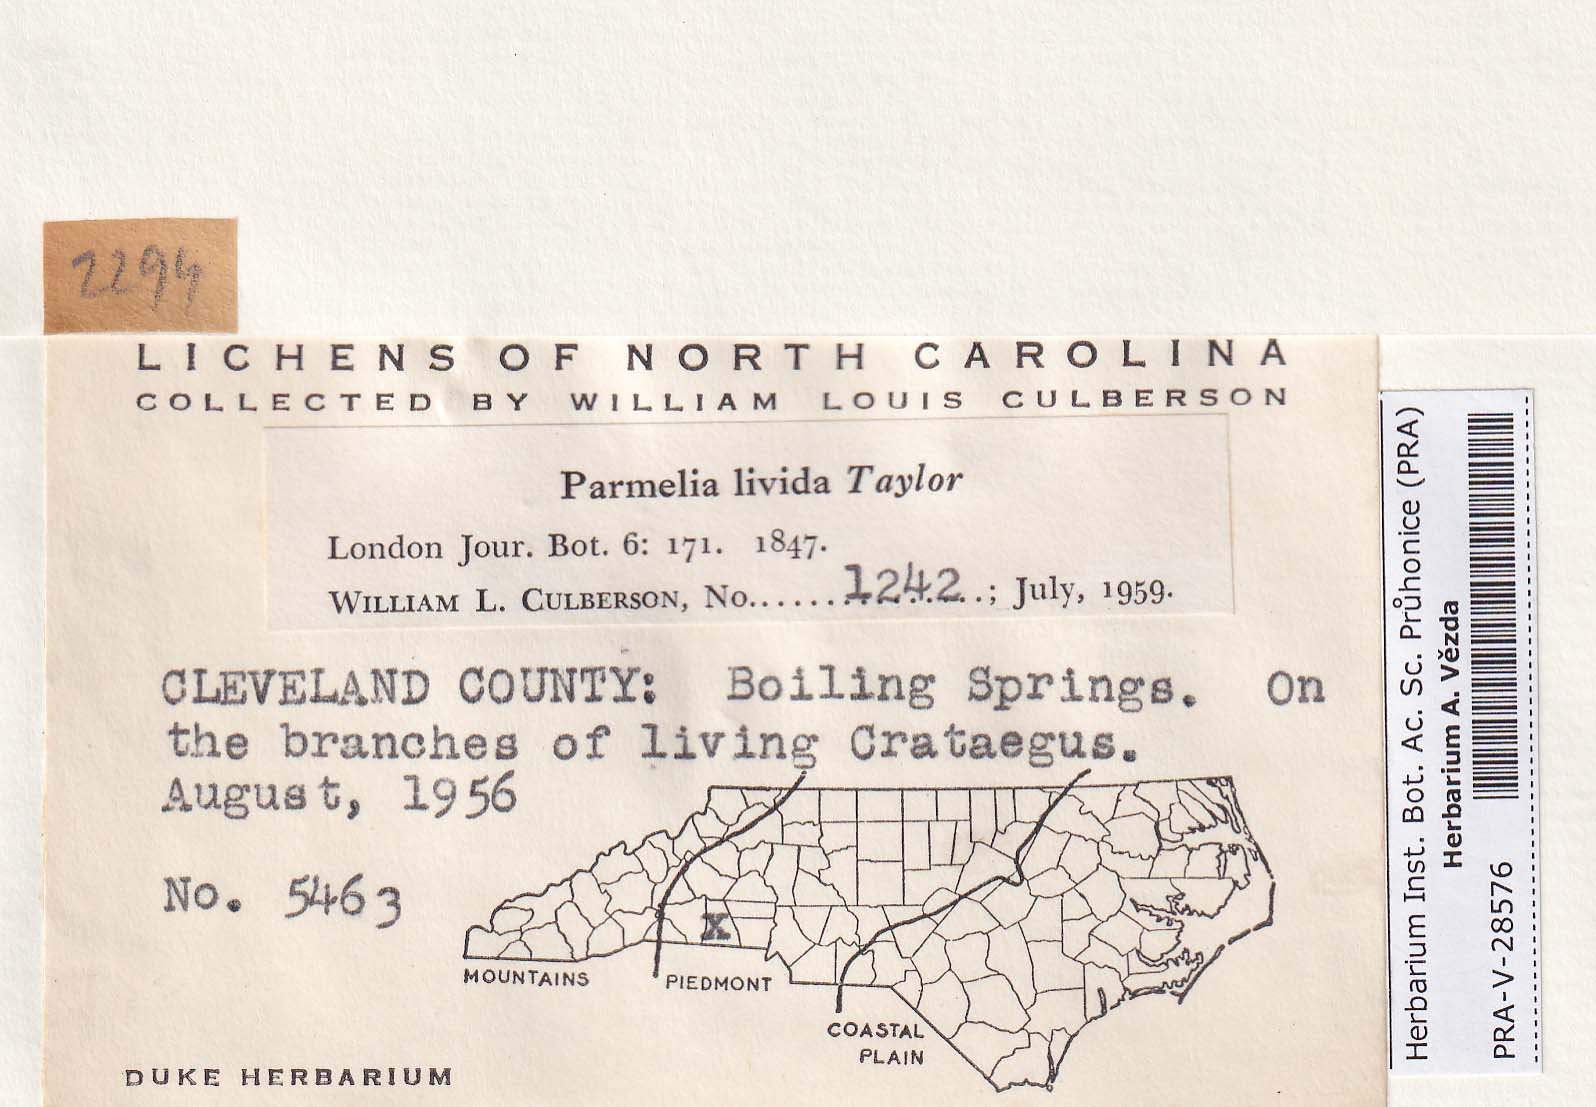 2294
LICHENS OF NORTH CAROLINA
COLLECTED BY WILLIAM LOUIS CULBERSON
Parmelia livida Taylor
London Jour. Bot. 6: 171. 1847.
WILLIAM L. CULBERSON, No......1242..; July, 1959.
CLEVELAND COUNTY: Boiling Springs. On
the branches of living Crataegus.
August, 1956
No. 5463
X
MOUNTAINS
PIEDMONT
COASTAL
PLAIN
DUKE HERBARIUM
Herbarium Inst. Bot. Ac. Sc. Průhonice (PRA)
Herbarium A. Vězda
PRA-V-28576